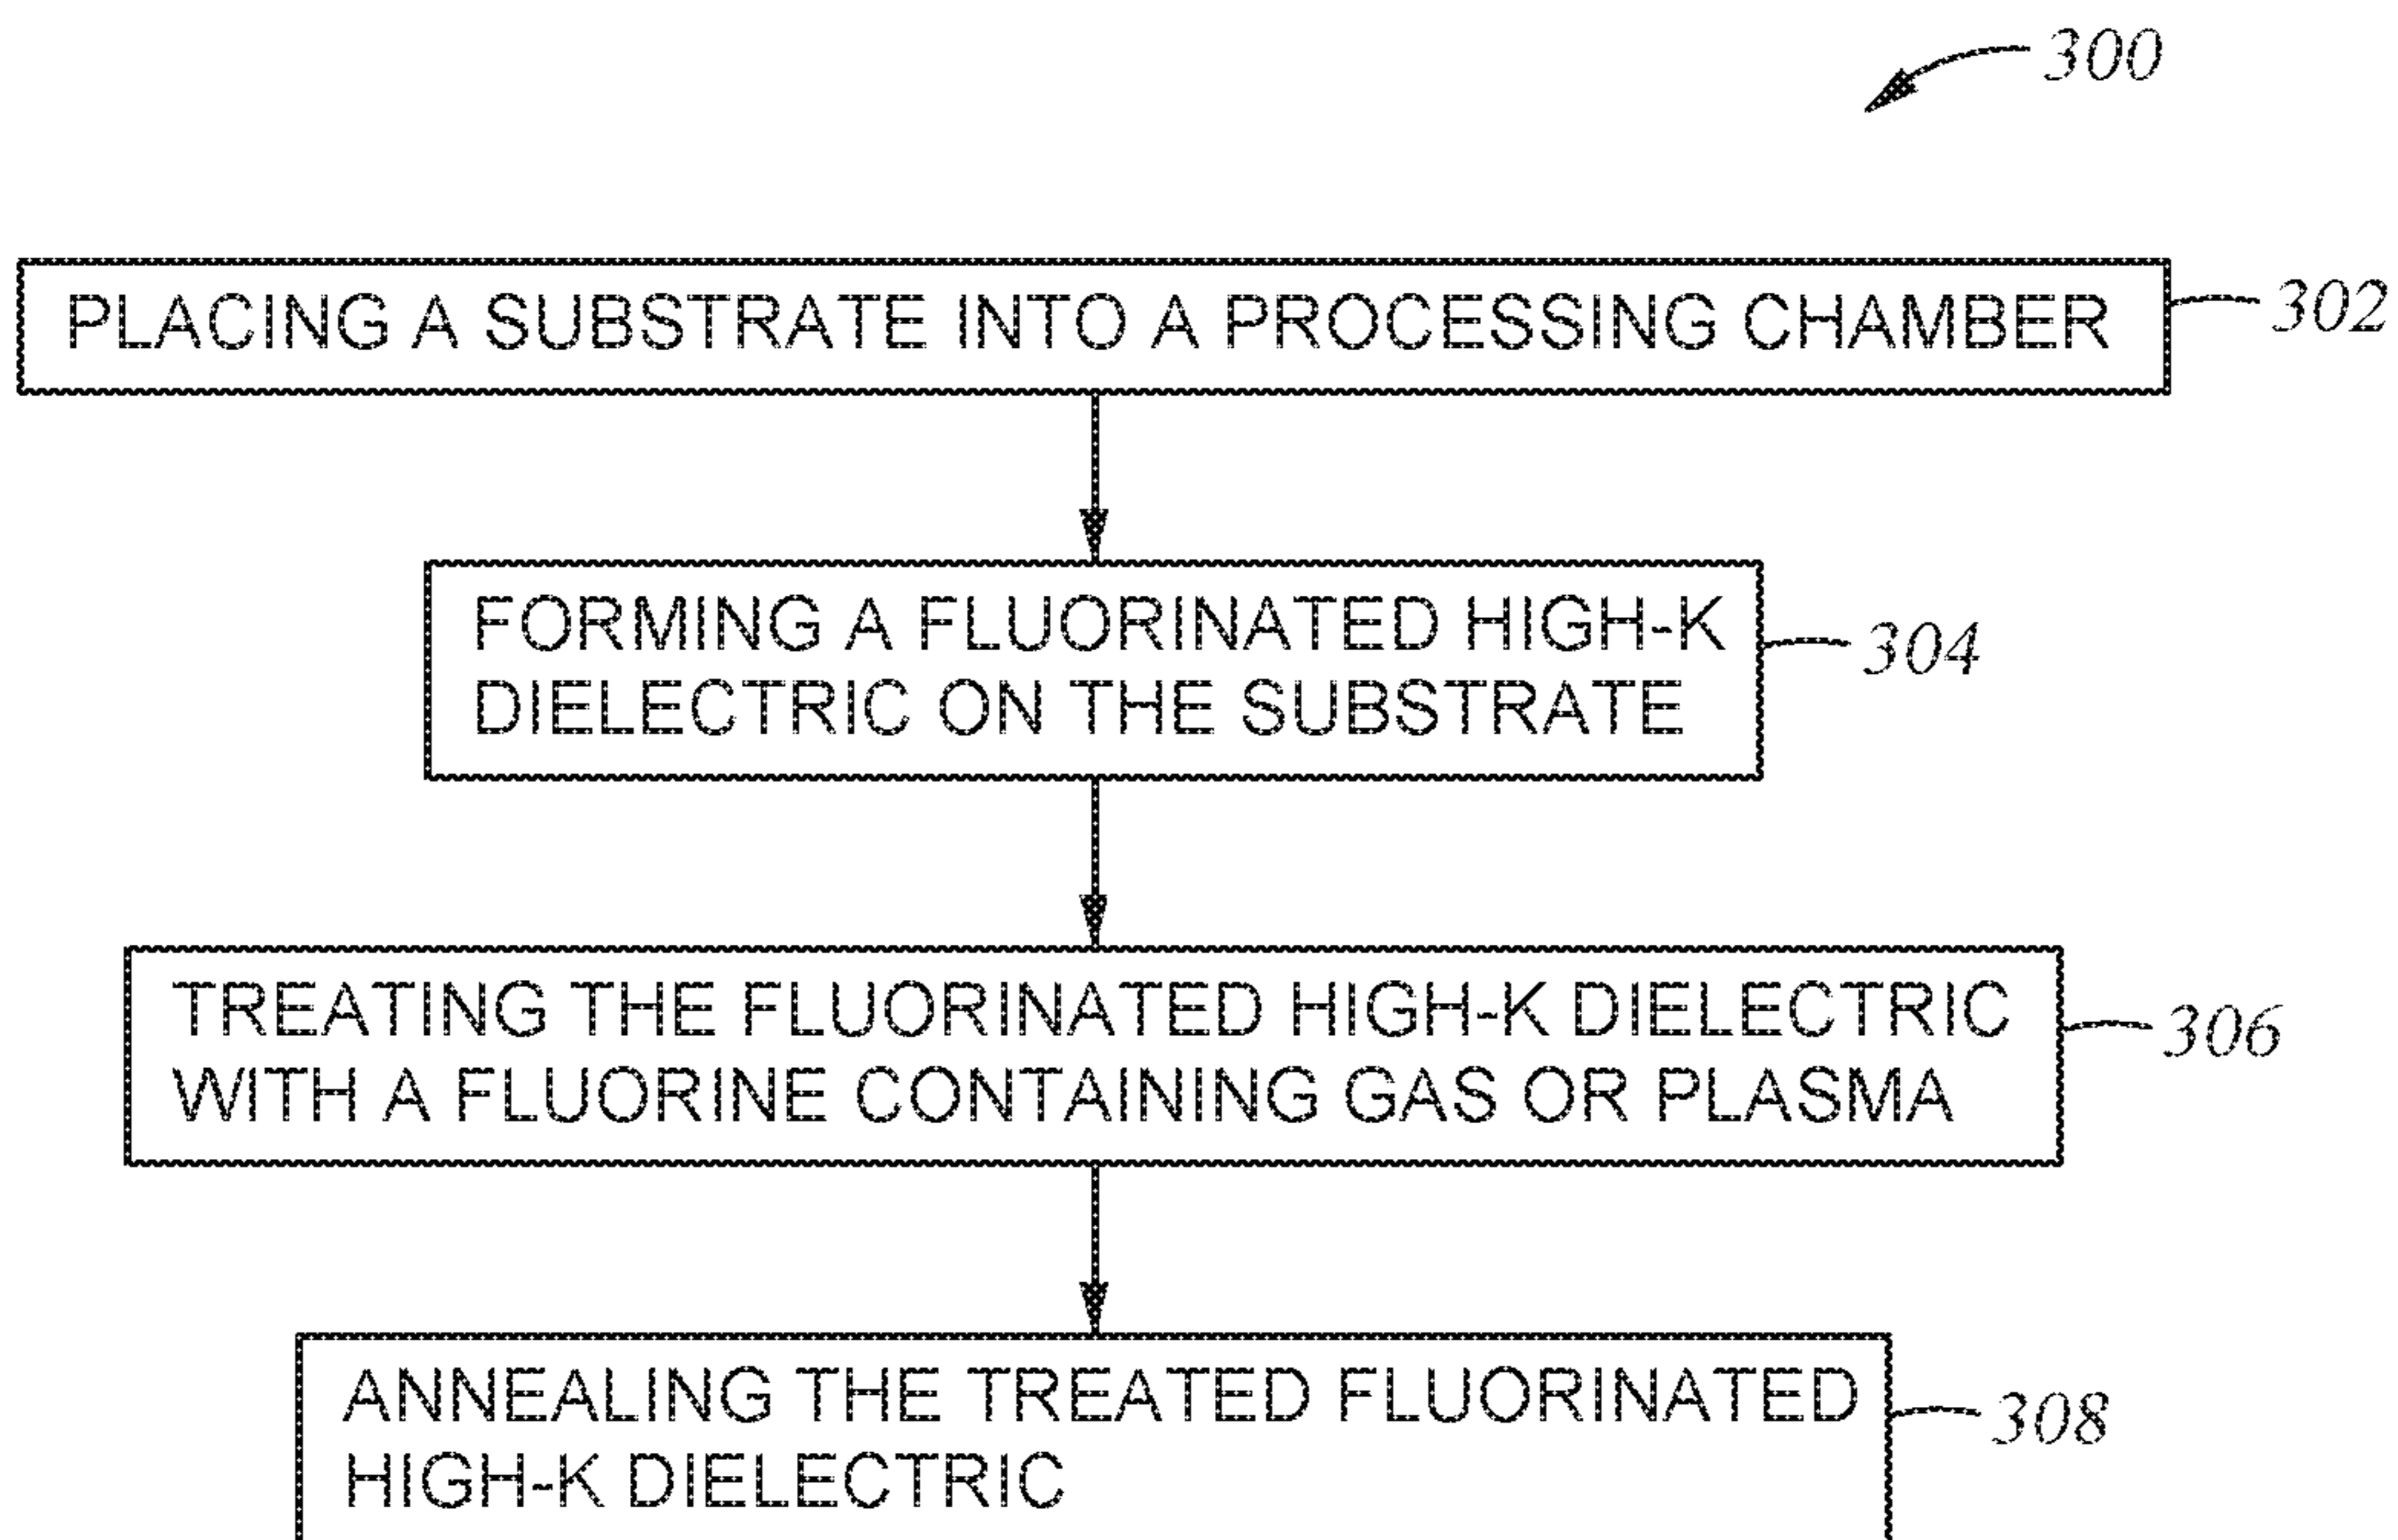 300
PLACING A SUBSTRATE INTO A PROCESSING CHAMBER
302
FORMING A FLUORINATED HIGH-K
DIELECTRIC ON THE SUBSTRATE
304
TREATING THE FLUORINATED HIGH-K DIELECTRIC
WITH A FLUORINE CONTAINING GAS OR PLASMA
306
ANNEALING THE TREATED FLUORINATED
HIGH-K DIELECTRIC
308